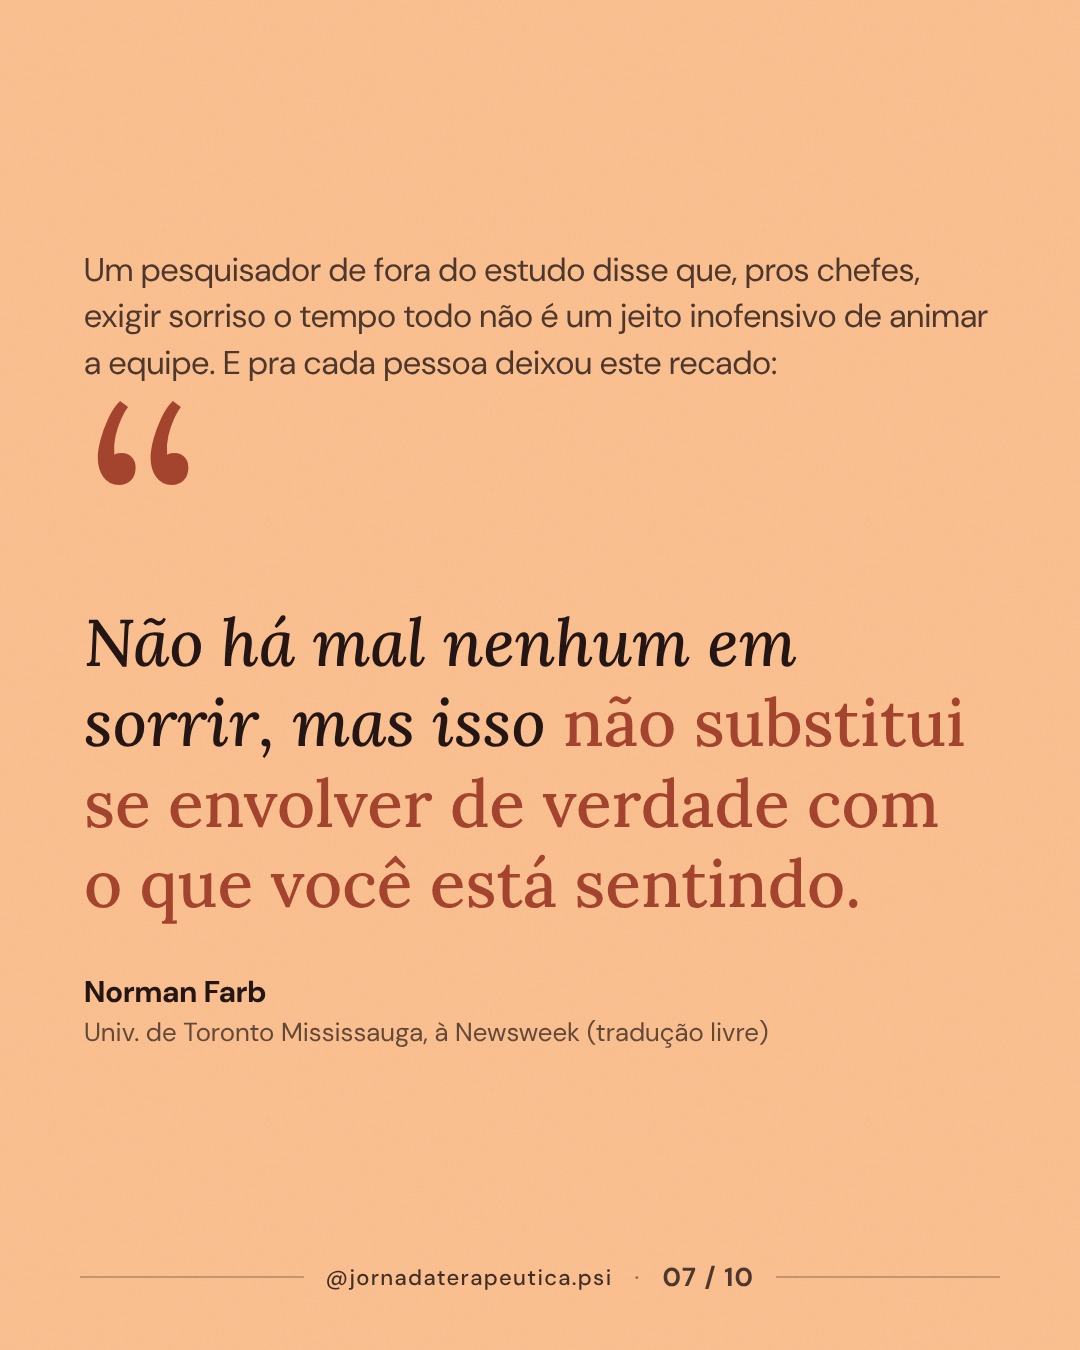 Um pesquisador de fora do estudo disse que, pros chefes,
exigir sorriso o tempo todo não é um jeito inofensivo de animar
a equipe. E pra cada pessoa deixou este recado:
“
Não há mal nenhum em
sorrir, mas isso não substitui
se envolver de verdade com
o que você está sentindo.
Norman Farb
Univ. de Toronto Mississauga, à Newsweek (tradução livre)
@jornadaterapeutica.psi · 07 / 10